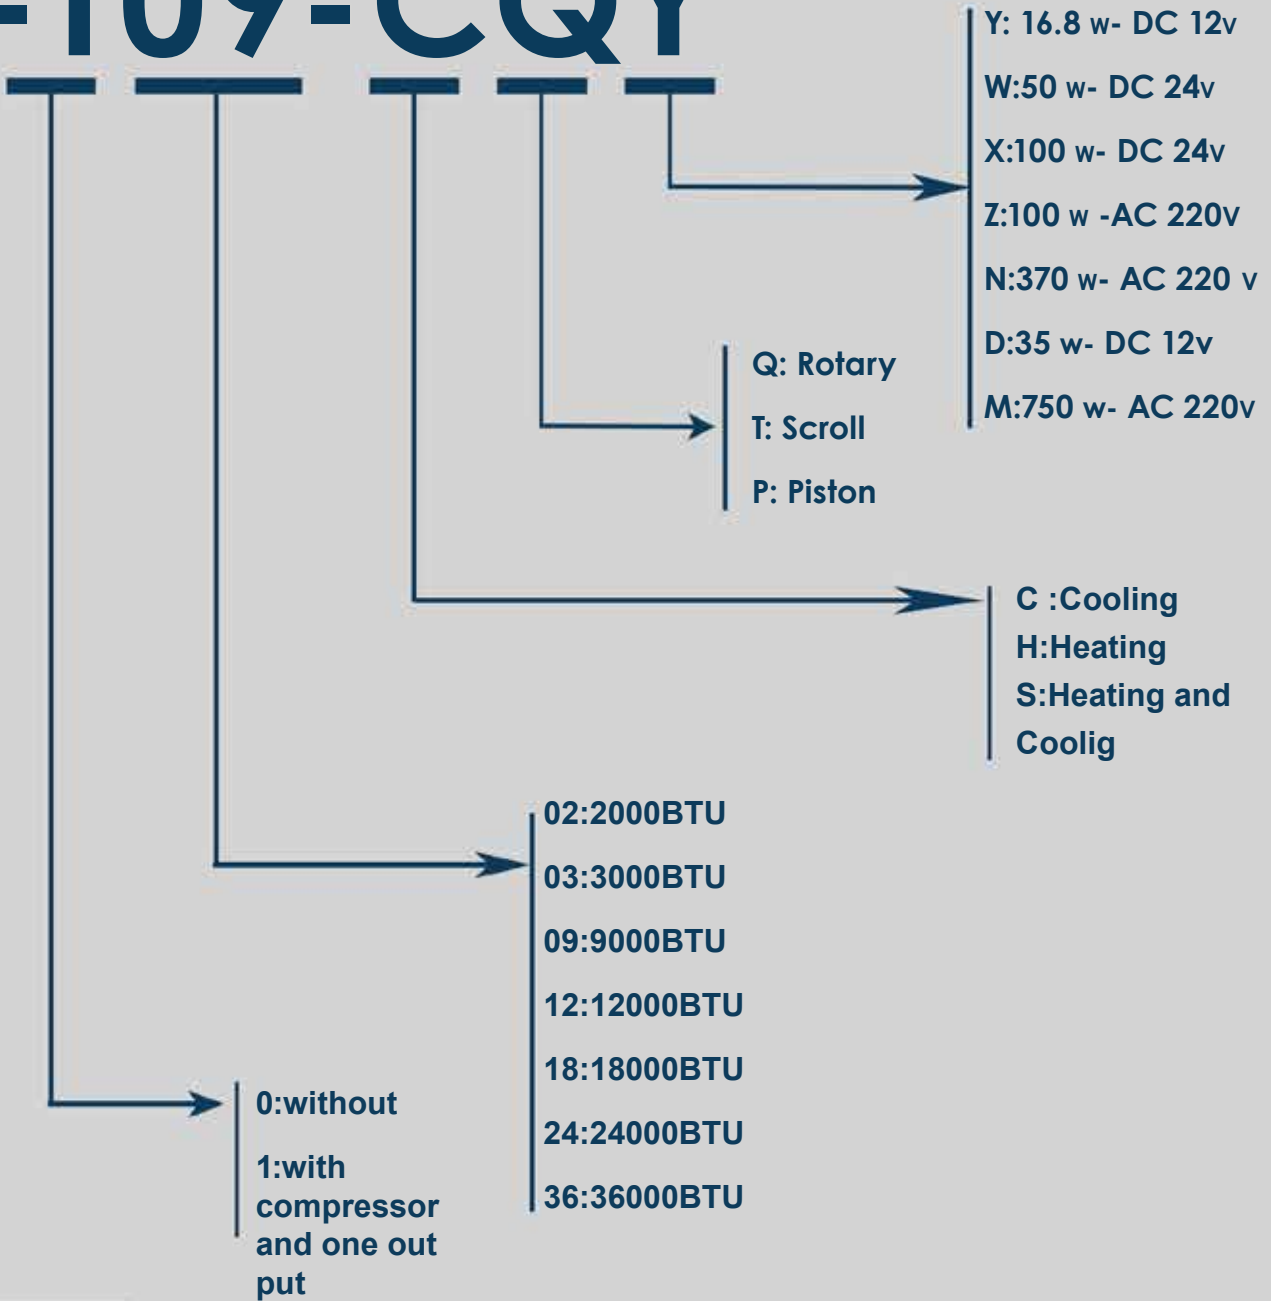 -109-CQY
Y: 16.8 w- DC 12v
W:50 w- DC 24v
X:100 w- DC 24v
Z:100 w -AC 220v
N:370 w- AC 220 v
D:35 w- DC 12v
M:750 w- AC 220v
Q: Rotary
T: Scroll
P: Piston
C :Cooling
H:Heating
S:Heating and
Coolig
02:2000BTU
03:3000BTU
09:9000BTU
12:12000BTU
18:18000BTU
24:24000BTU
36:36000BTU
0:without
1:with
compressor
and one out
put